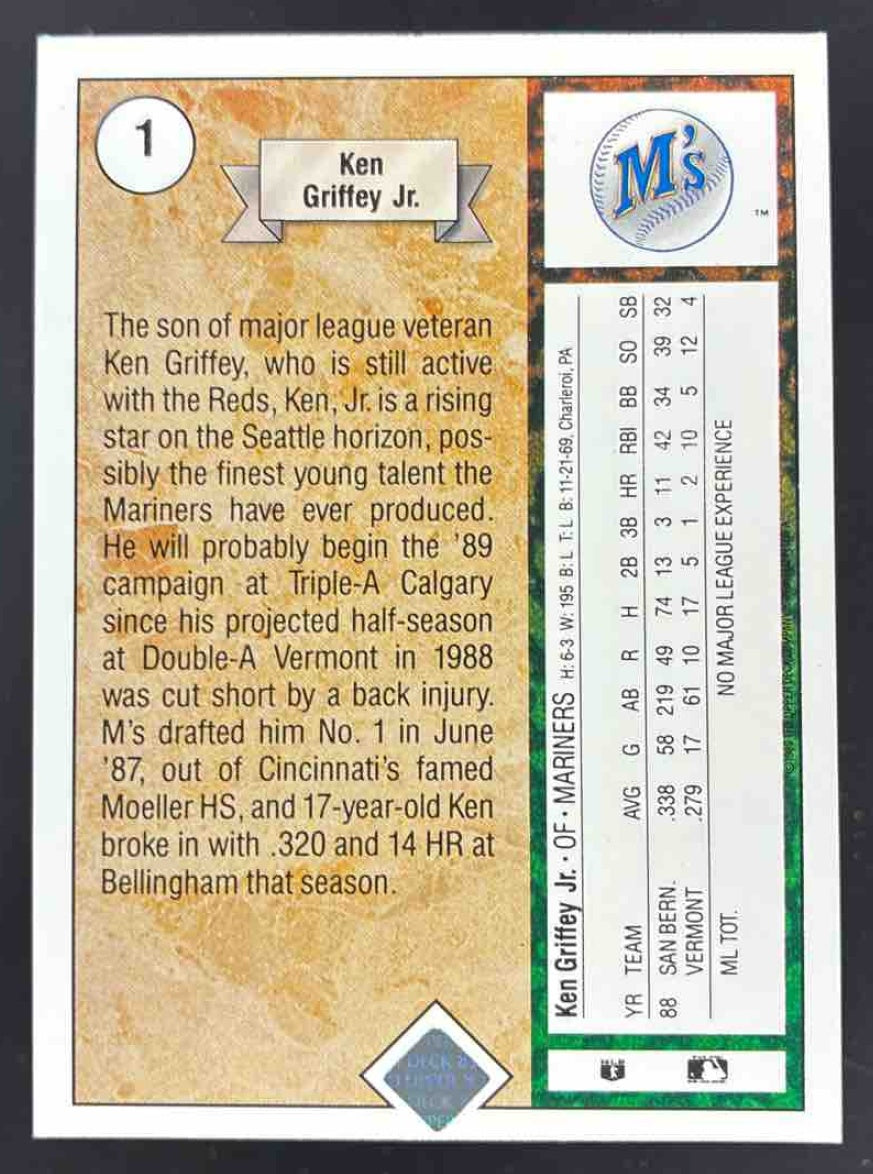 1
Ken
Griffey Jr.
The son of major league veteran
Ken Griffey, who is still active
with the Reds, Ken, Jr. is a rising
star on the Seattle horizon, pos-
sibly the finest young talent the
Mariners have ever produced.
He will probably begin the '89
campaign at Triple-A Calgary
since his projected half-season
at Double-A Vermont in 1988
was cut short by a back injury.
M's drafted him No. 1 in June
'87, out of Cincinnati's famed
Moeller HS, and 17-year-old Ken
broke in with .320 and 14 HR at
Bellingham that season.
M's
TM
Ken Griffey Jr. • OF • MARINERS H: 6-3 W: 195 B: L T: L B: 11-21-69, Charleroi, PA
YR TEAM AVG G AB R H 2B 3B HR RBI BB SO SB
88 SAN BERN. .338 58 219 49 74 13 3 11 42 34 39 32
VERMONT .279 17 61 10 17 5 1 2 10 5 12 4
ML TOT. NO MAJOR LEAGUE EXPERIENCE
DECK
UPPER
DECK